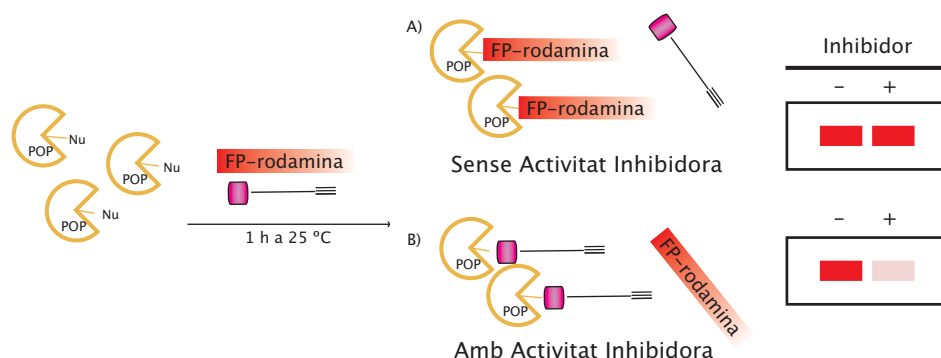 POP
Nu
POP
Nu
POP
Nu
FP-rodamina
1 h a 25 ºC
A)
POP
FP-rodamina
POP
FP-rodamina
Sense Activitat Inhibidora
Inhibidor
– +
B)
POP
POP
FP-rodamina
Amb Activitat Inhibidora
– +